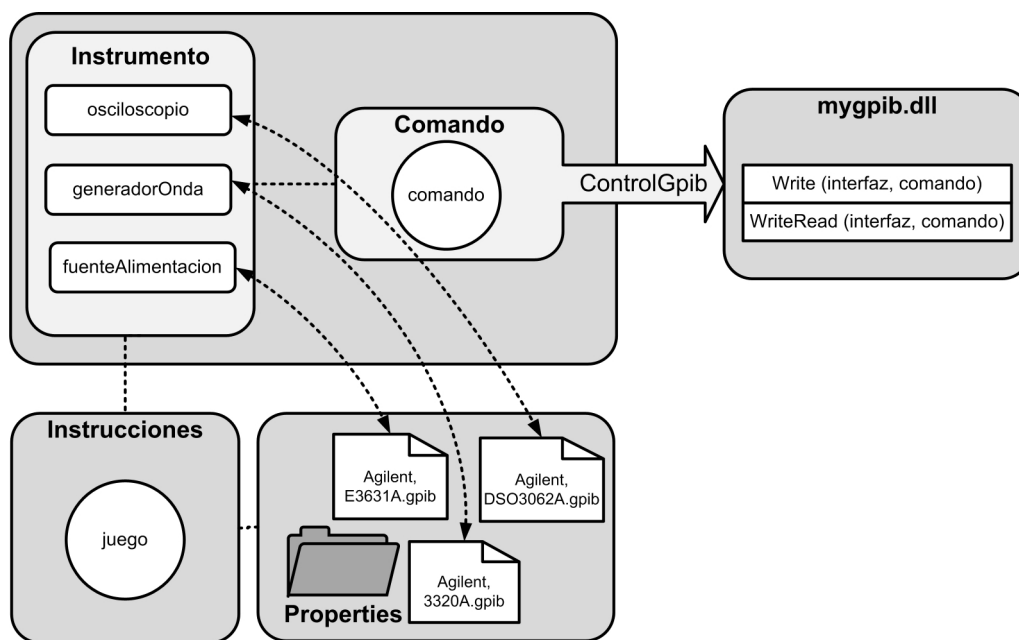 Instrumento
osciloscopio
generadorOnda
fuenteAlimentacion
Comando
comando
ControlGpib
mygpib.dll
Write (interfaz, comando)
WriteRead (interfaz, comando)
Instrucciones
juego
Agilent,
E3631A.gpib
Agilent,
DSO3062A.gpib
Agilent,
3320A.gpib
Properties